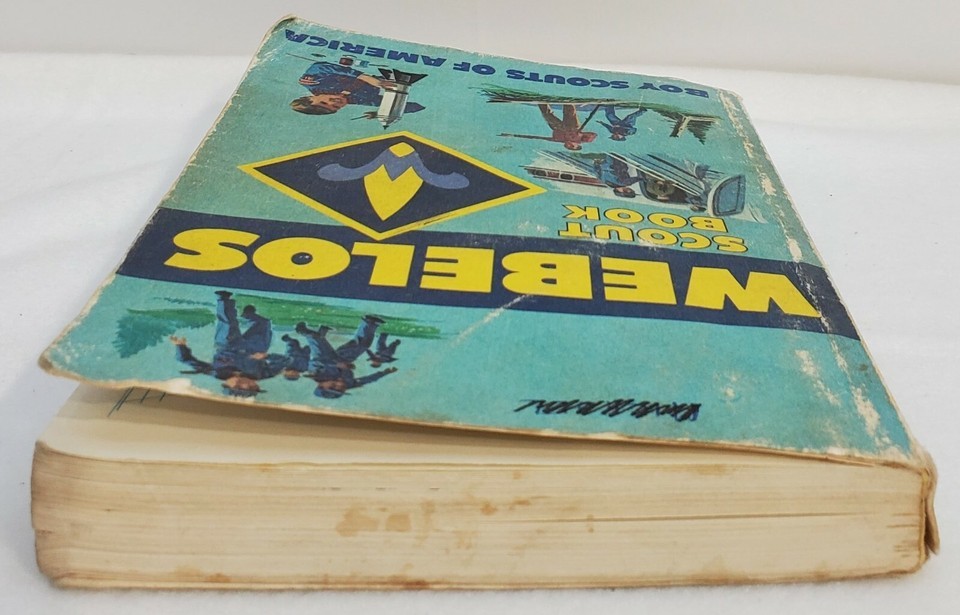 WEBELOS
SCOUT
BOOK
BOY SCOUTS OF AMERICA